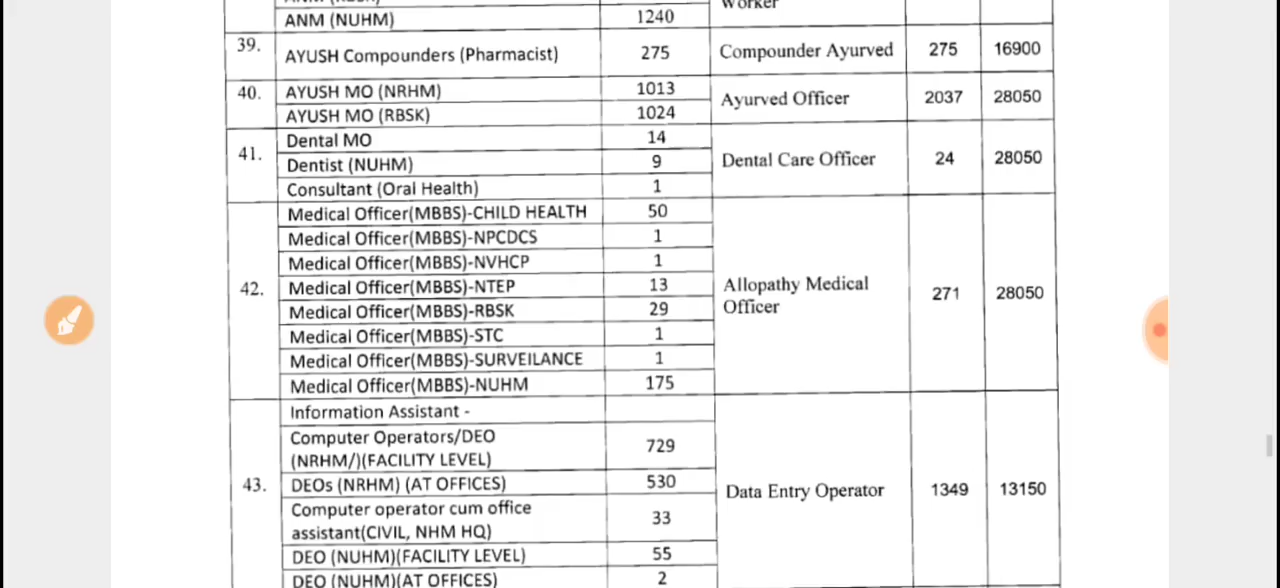 ANM (NUHM) 1240 Worker
39. AYUSH Compounders (Pharmacist) 275 Compounder Ayurved 275 16900
40. AYUSH MO (NRHM) 1013 Ayurved Officer 2037 28050
AYUSH MO (RBSK) 1024
41. Dental MO 14 Dental Care Officer 24 28050
Dentist (NUHM) 9
Consultant (Oral Health) 1
42. Medical Officer(MBBS)-CHILD HEALTH 50 Allopathy Medical Officer 271 28050
Medical Officer(MBBS)-NPCDCS 1
Medical Officer(MBBS)-NVHCP 1
Medical Officer(MBBS)-NTEP 13
Medical Officer(MBBS)-RBSK 29
Medical Officer(MBBS)-STC 1
Medical Officer(MBBS)-SURVEILANCE 1
Medical Officer(MBBS)-NUHM 175
43. Information Assistant - Data Entry Operator 1349 13150
Computer Operators/DEO
(NRHM/)(FACILITY LEVEL) 729
DEOs (NRHM) (AT OFFICES) 530
Computer operator cum office
assistant(CIVIL, NHM HQ) 33
DEO (NUHM)(FACILITY LEVEL) 55
DEO (NUHM)(AT OFFICES) 2